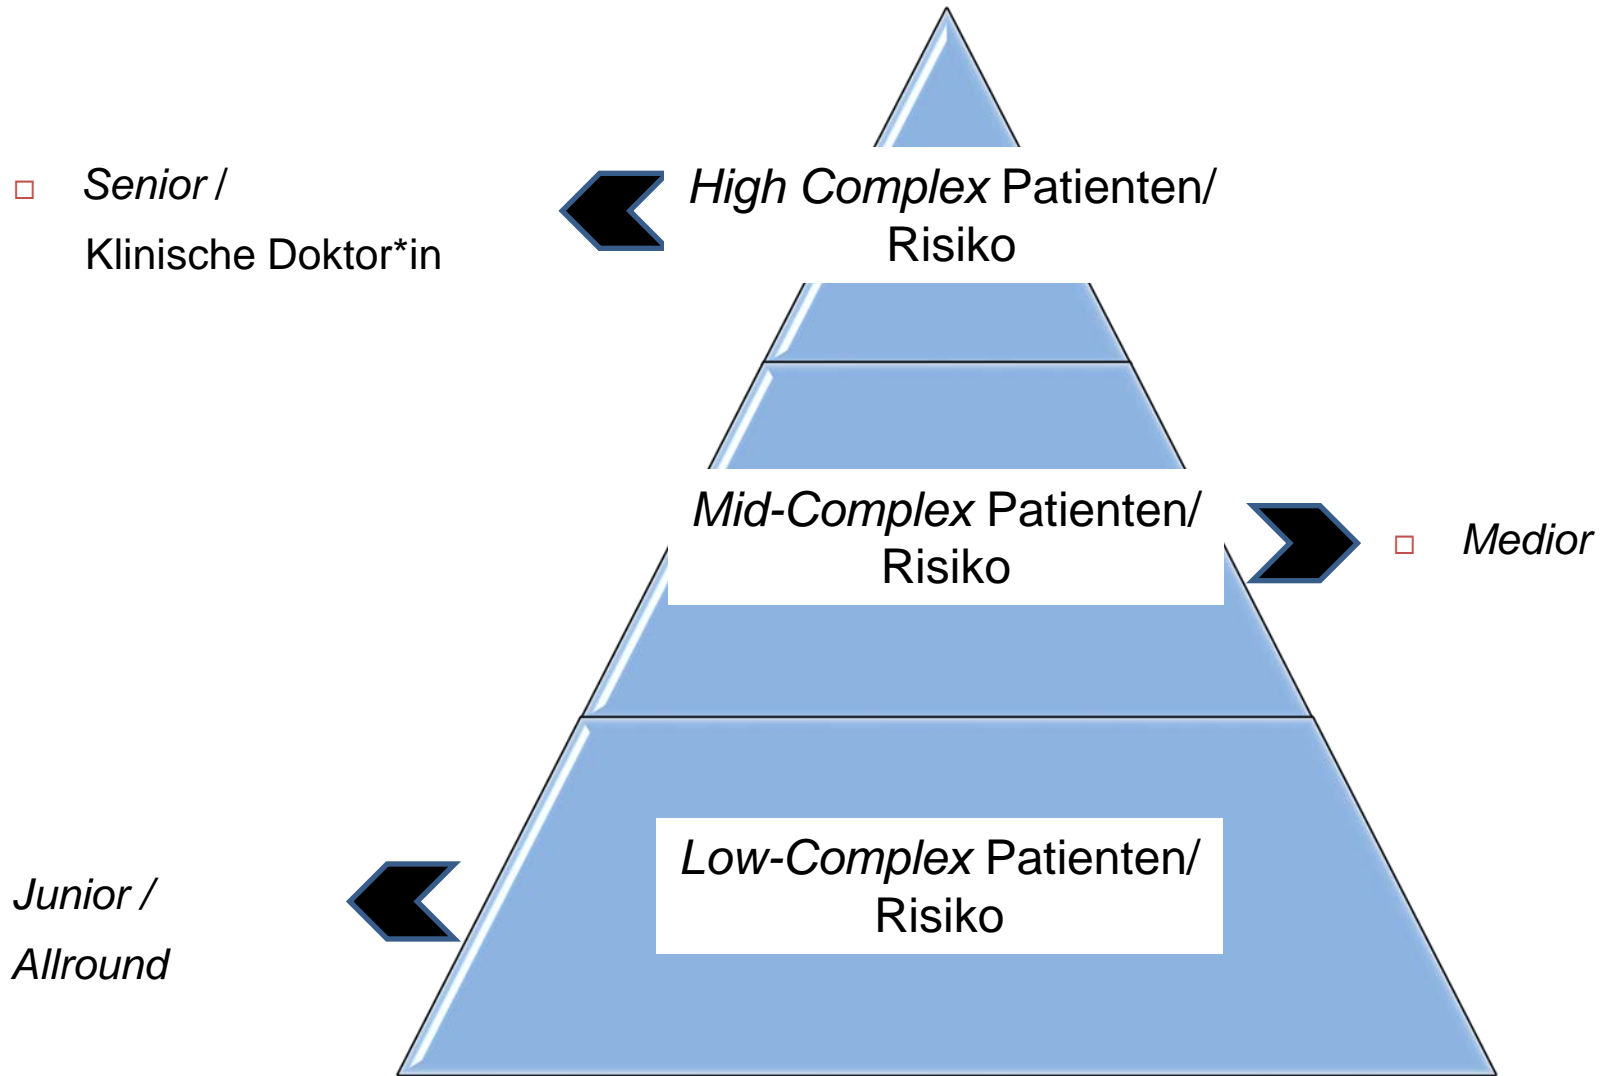 Senior /
Klinische Doktor*in
High Complex Patienten/
Risiko
Mid-Complex Patienten/
Risiko
Medior
Low-Complex Patienten/
Risiko
Junior /
Allround